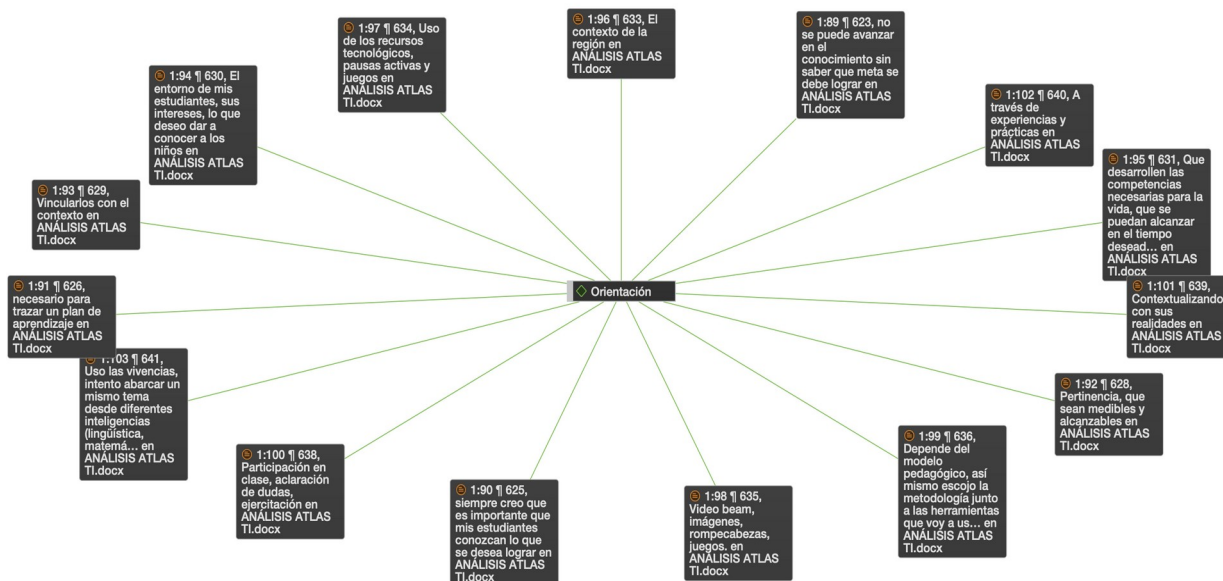 1:97 ¶ 634, Uso
de los recursos
tecnológicos,
pausas activas y
juegos en
ANÁLISIS ATLAS
TI.docx
1:96 ¶ 633, El
contexto de la
región en
ANÁLISIS ATLAS
TI.docx
1:89 ¶ 623, no
se puede avanzar
en el
conocimiento sin
saber que meta se
debe lograr en
ANÁLISIS ATLAS
TI.docx
1:94 ¶ 630, El
entorno de mis
estudiantes, sus
intereses, lo que
deseo dar a
conocer a los
niños en
ANÁLISIS ATLAS
TI.docx
1:102 ¶ 640, A
través de
experiencias y
prácticas en
ANÁLISIS ATLAS
TI.docx
1:93 ¶ 629,
Vincularlos con el
contexto en
ANÁLISIS ATLAS
TI.docx
1:95 ¶ 631, Que
desarrollen las
competencias
necesarias para la
vida, que se
puedan alcanzar
en el tiempo
desead... en
ANÁLISIS ATLAS
TI.docx
Orientación
1:91 ¶ 626,
necesario para
trazar un plan de
aprendizaje en
ANÁLISIS ATLAS
TI.docx
1:101 ¶ 639,
Contextualizando
con sus
realidades en
ANÁLISIS ATLAS
TI.docx
1:103 ¶ 641,
Uso las vivencias,
intento abarcar un
mismo tema
desde diferentes
inteligencias
(lingüística,
matemá... en
ANÁLISIS ATLAS
TI.docx
1:92 ¶ 628,
Pertinencia, que
sean medibles y
alcanzables en
ANÁLISIS ATLAS
TI.docx
1:100 ¶ 638,
Participación en
clase, aclaración
de dudas,
ejercitación en
ANÁLISIS ATLAS
TI.docx
1:90 ¶ 625,
siempre creo que
es importante que
mis estudiantes
conozcan lo que
se desea lograr en
ANÁLISIS ATLAS
TI.docx
1:98 ¶ 635,
Video beam,
imágenes,
rompecabezas,
juegos. en
ANÁLISIS ATLAS
TI.docx
1:99 ¶ 636,
Depende del
modelo
pedagógico, así
mismo escojo la
metodología junto
a las herramientas
que voy a us... en
ANÁLISIS ATLAS
TI.docx